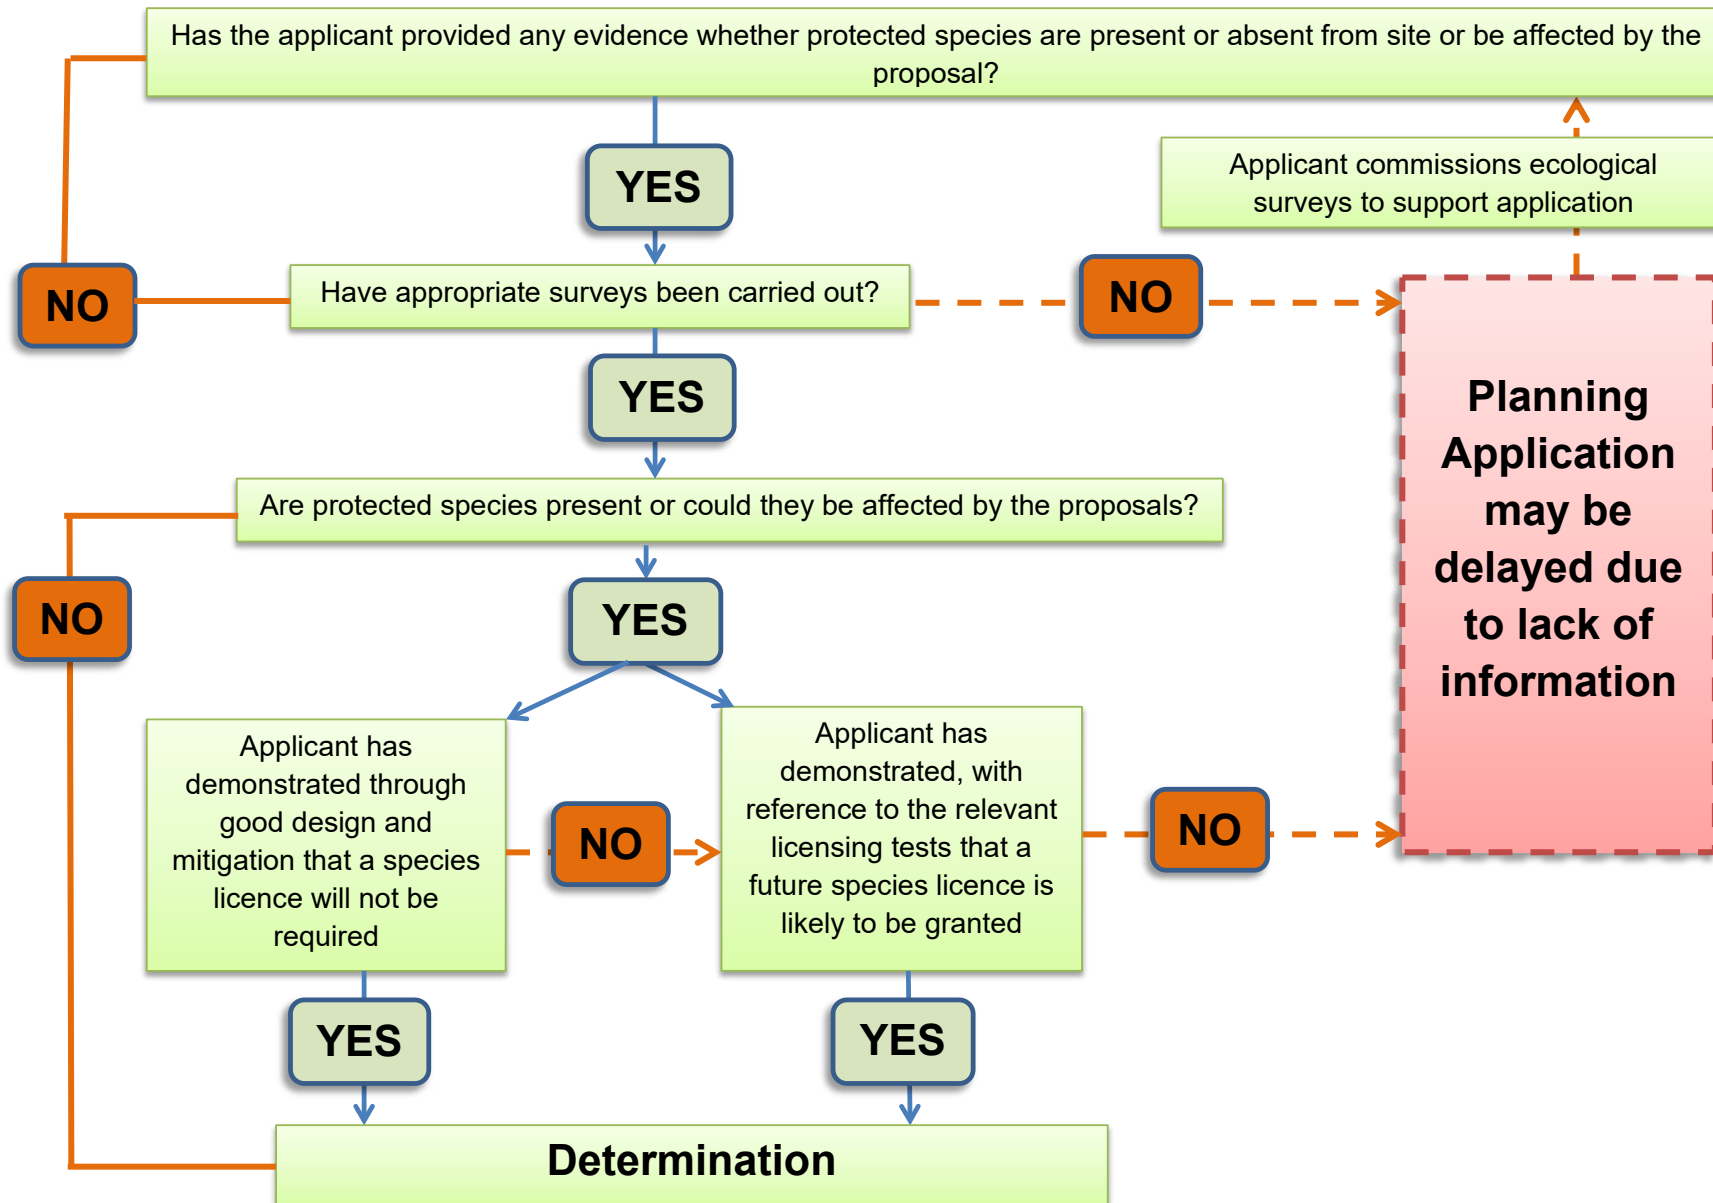 Has the applicant provided any evidence whether protected species are present or absent from site or be affected by the
proposal?
YES
Applicant commissions ecological
surveys to support application
NO
Have appropriate surveys been carried out?
NO
YES
Planning
Application
may be
delayed due
to lack of
information
Are protected species present or could they be affected by the proposals?
NO
YES
Applicant has
demonstrated through
good design and
mitigation that a species
licence will not be
required
NO
Applicant has
demonstrated, with
reference to the relevant
licensing tests that a
future species licence is
likely to be granted
NO
YES
YES
Determination